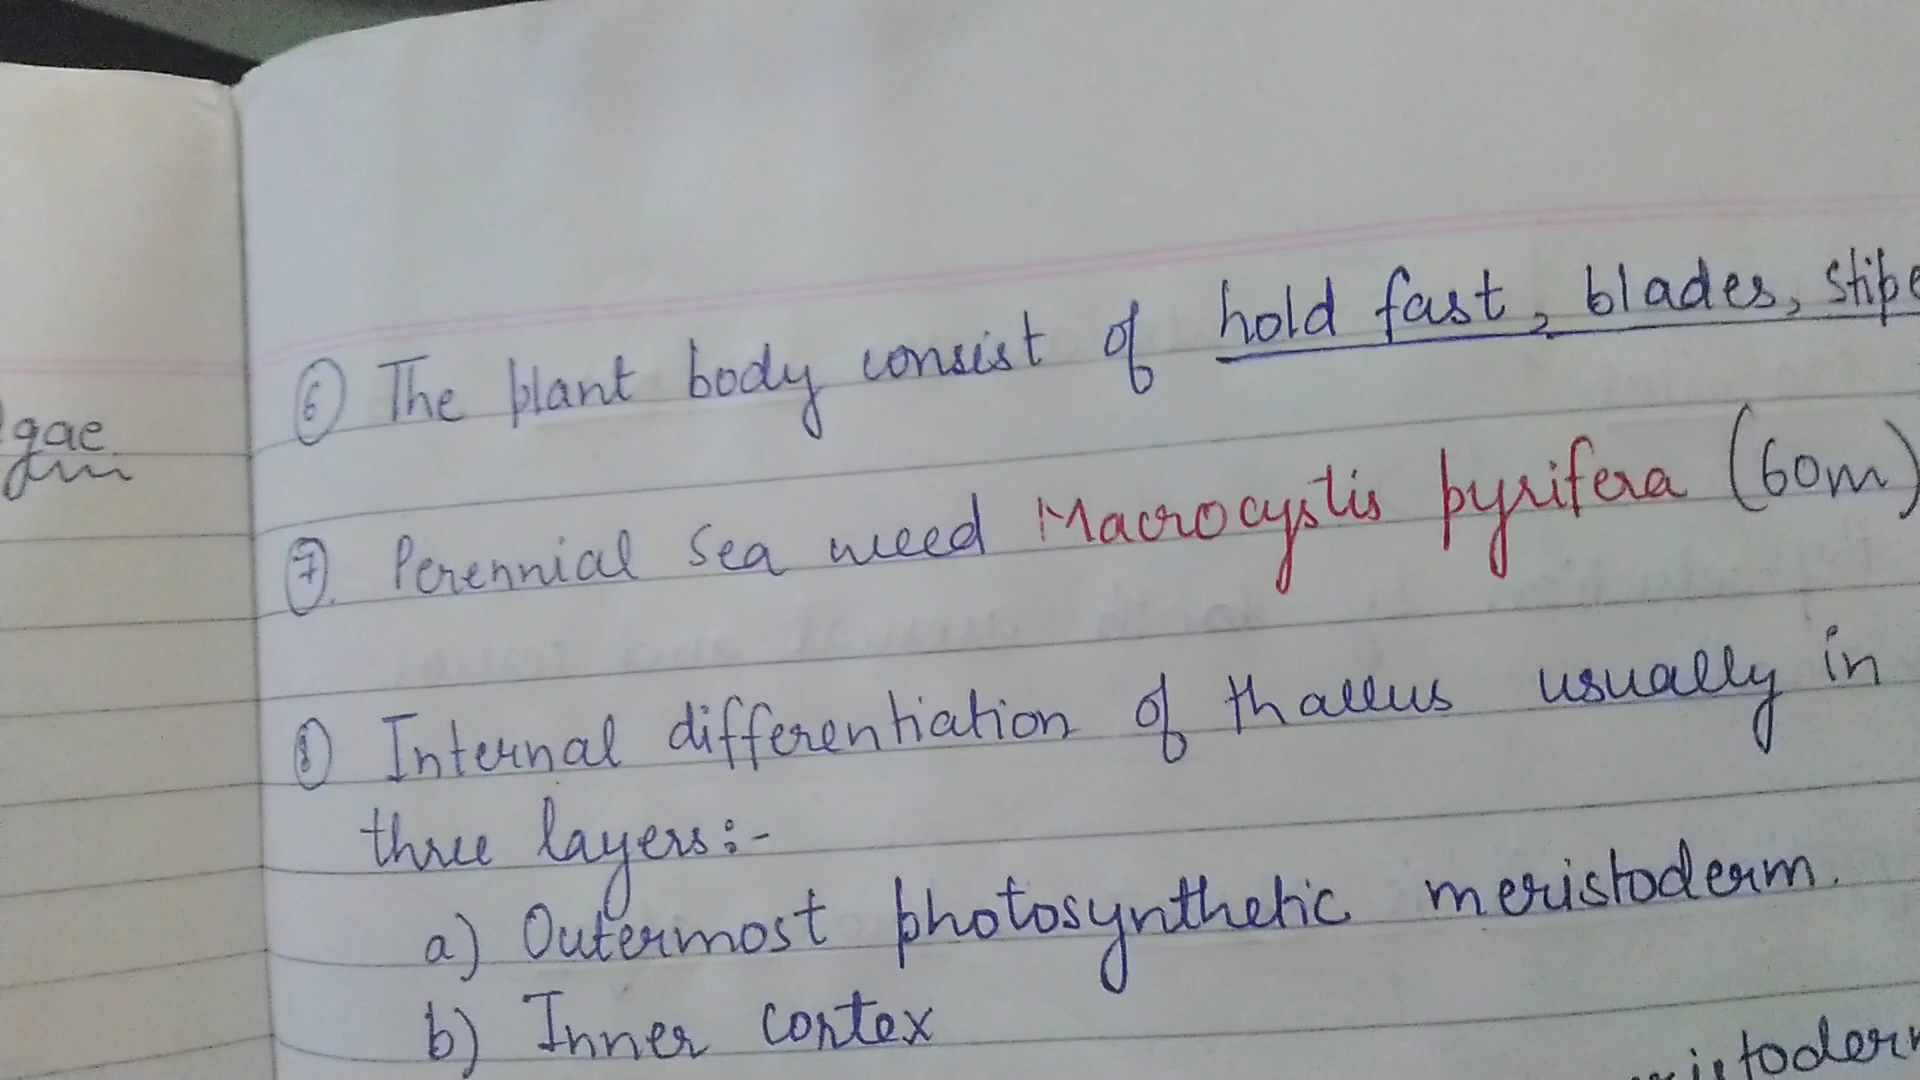 gae
⑥ The plant body consist of hold fast, blades, stipe
⑦. Perennial sea weed Macrocystis pyrifera (60m)
⑧ Internal differentiation of thallus usually in
three layers:-
a) Outermost photosynthetic meristoderm.
b) Inner cortex